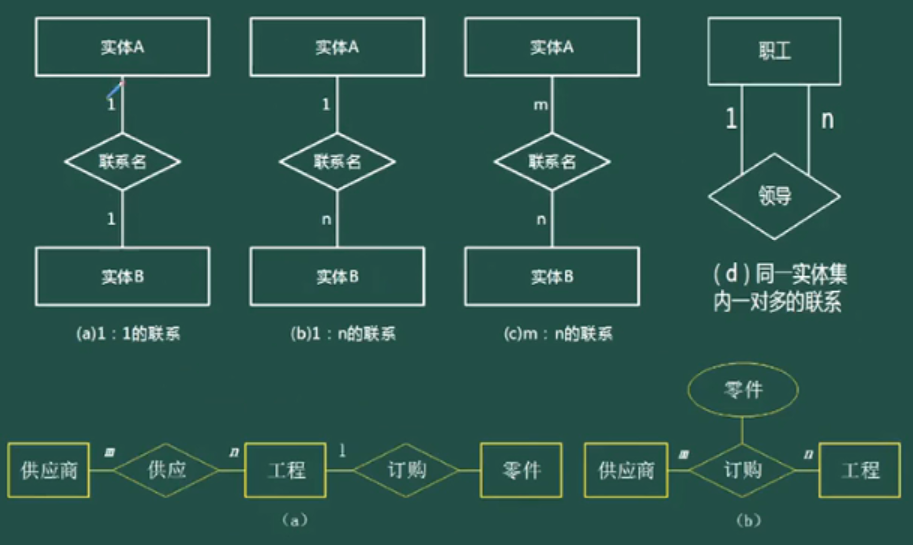 实体A
1
联系名
1
实体B
(a)1：1的联系
实体A
1
联系名
n
实体B
(b)1：n的联系
实体A
m
联系名
n
实体B
(c)m：n的联系
职工
1 n
领导
(d)同一实体集
内一对多的联系
供应商 m 供应 n 工程 1 订购 零件
(a)
零件
供应商 m 订购 n 工程
(b)